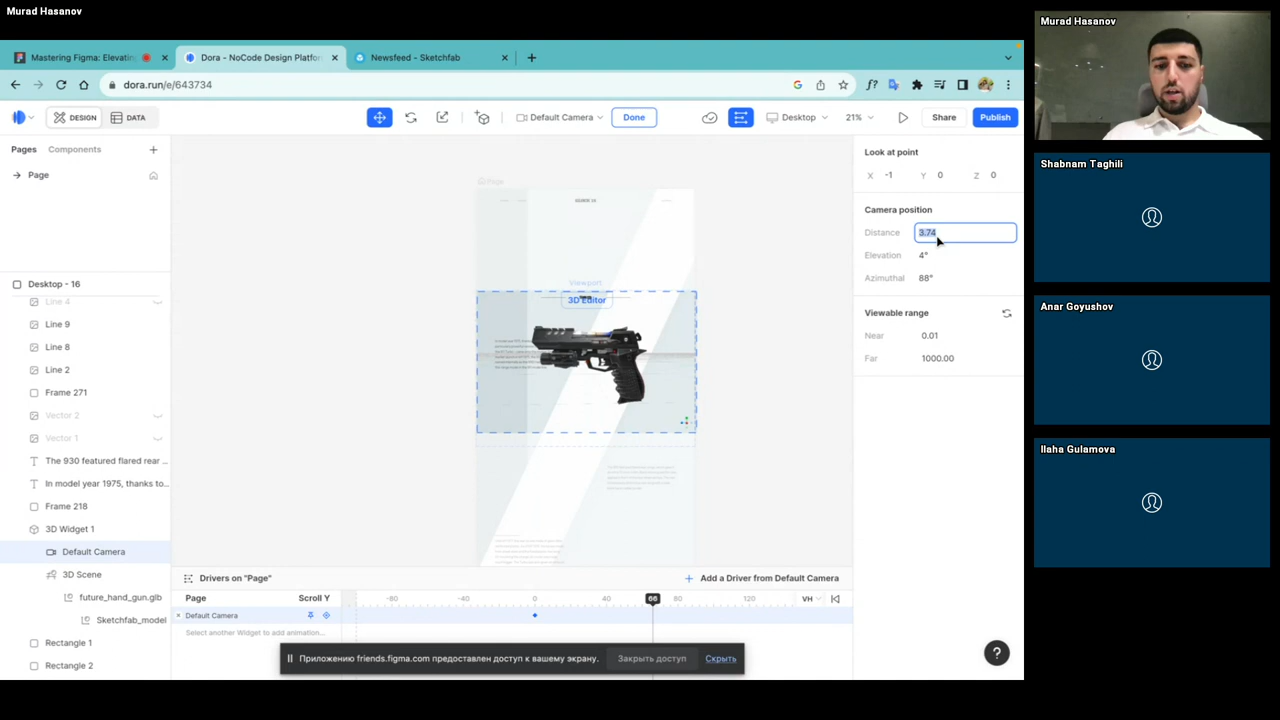 Murad Hasanov
Mastering Figma: Elevatin
Dora - NoCode Design Platfor
Newsfeed - Sketchfab
dora.run/e/643734
DESIGN
DATA
Default Camera
Done
Desktop
21%
Share
Publish
Pages
Components
Page
Desktop - 16
Line 4
Line 9
Line 8
Line 2
Frame 271
Vector 2
Vector 1
The 930 featured flared rear ...
In model year 1975, thanks to...
Frame 218
3D Widget 1
Default Camera
3D Scene
future_hand_gun.glb
Sketchfab_model
Rectangle 1
Rectangle 2
Page
Viewport
3D Editor
Look at point
X -1 Y 0 Z 0
Camera position
Distance 3.74
Elevation 4°
Azimuthal 88°
Viewable range
Near 0.01
Far 1000.00
Drivers on "Page"
Add a Driver from Default Camera
Page Scroll Y
-80 -40 0 40 66 80 120 VH
Default Camera
Select another Widget to add animation...
Приложению friends.figma.com предоставлен доступ к вашему экрану.
Закрыть доступ
Скрыть
Murad Hasanov
Shabnam Taghili
Anar Goyushov
Ilaha Gulamova